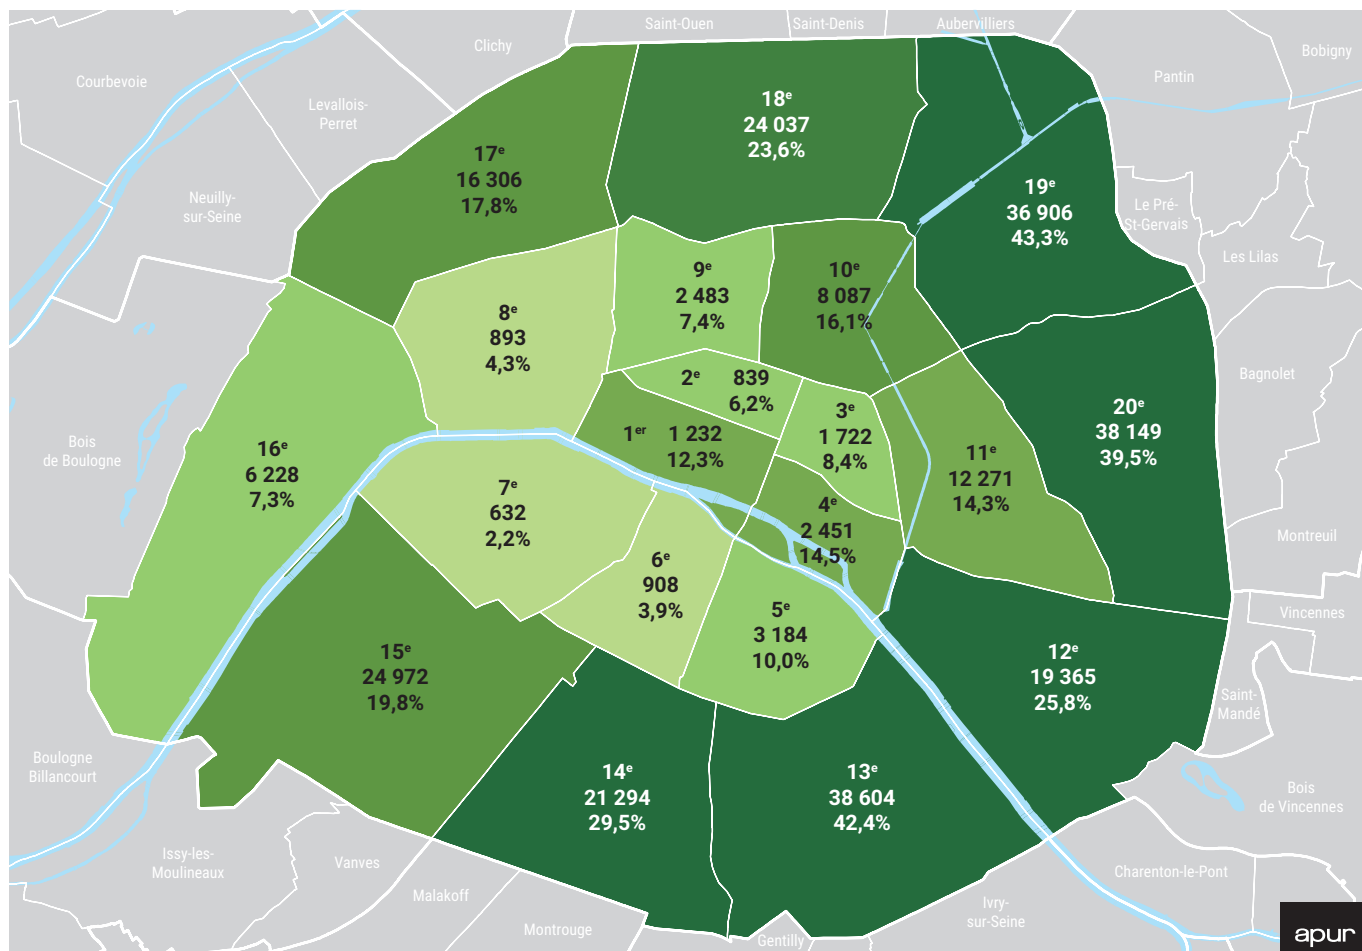 Saint-Ouen
Saint-Denis
Aubervilliers
Clichy
Bobigny
Pantin
Courbevoie
Levallois-
Perret
Neuilly-
sur-Seine
18e
24 037
23,6%
17e
16 306
17,8%
19e
36 906
43,3%
Le Pré-
St-Gervais
Les Lilas
9e
2 483
7,4%
10e
8 087
16,1%
8e
893
4,3%
2e 839
6,2%
Bagnolet
3e
1 722
8,4%
20e
38 149
39,5%
1er 1 232
12,3%
Bois
de Boulogne
16e
6 228
7,3%
11e
12 271
14,3%
7e
632
2,2%
4e
2 451
14,5%
Montreuil
6e
908
3,9%
5e
3 184
10,0%
Vincennes
15e
24 972
19,8%
12e
19 365
25,8%
Saint-
Mandé
Boulogne
Billancourt
14e
21 294
29,5%
13e
38 604
42,4%
Bois
de Vincennes
Issy-les-
Moulineaux
Vanves
Charenton-le-Pont
Malakoff
Ivry-
sur-Seine
Montrouge
Gentilly
apur